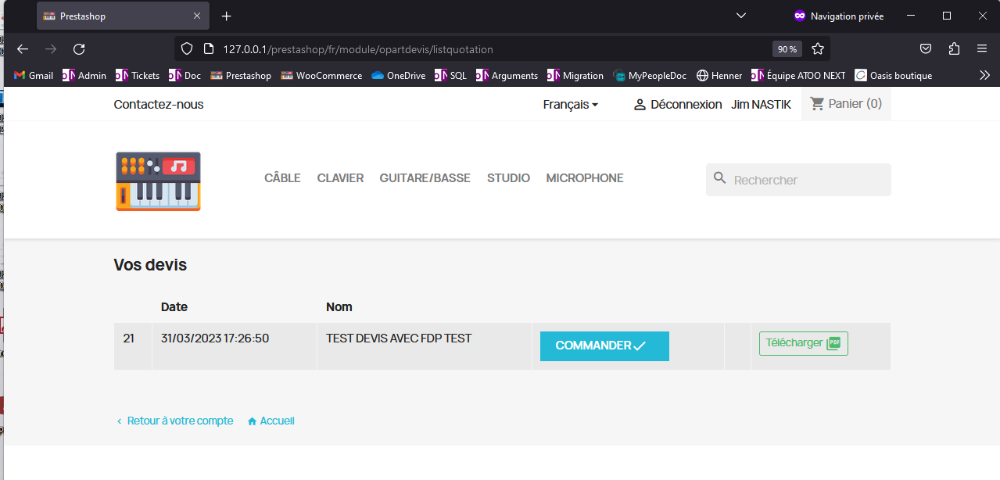 Prestashop
Navigation privée
127.0.0.1/prestashop/fr/module/opartdevis/listquotation
90 %
Gmail Admin Tickets Doc Prestashop WooCommerce OneDrive SQL Arguments Migration MyPeopleDoc Henner Équipe ATOO NEXT Oasis boutique
Contactez-nous Français Déconnexion Jim NASTIK Panier (0)
CÂBLE CLAVIER GUITARE/BASSE STUDIO MICROPHONE Rechercher
Vos devis
Date Nom
21 31/03/2023 17:26:50 TEST DEVIS AVEC FDP TEST COMMANDER Télécharger PDF
Retour à votre compte Accueil